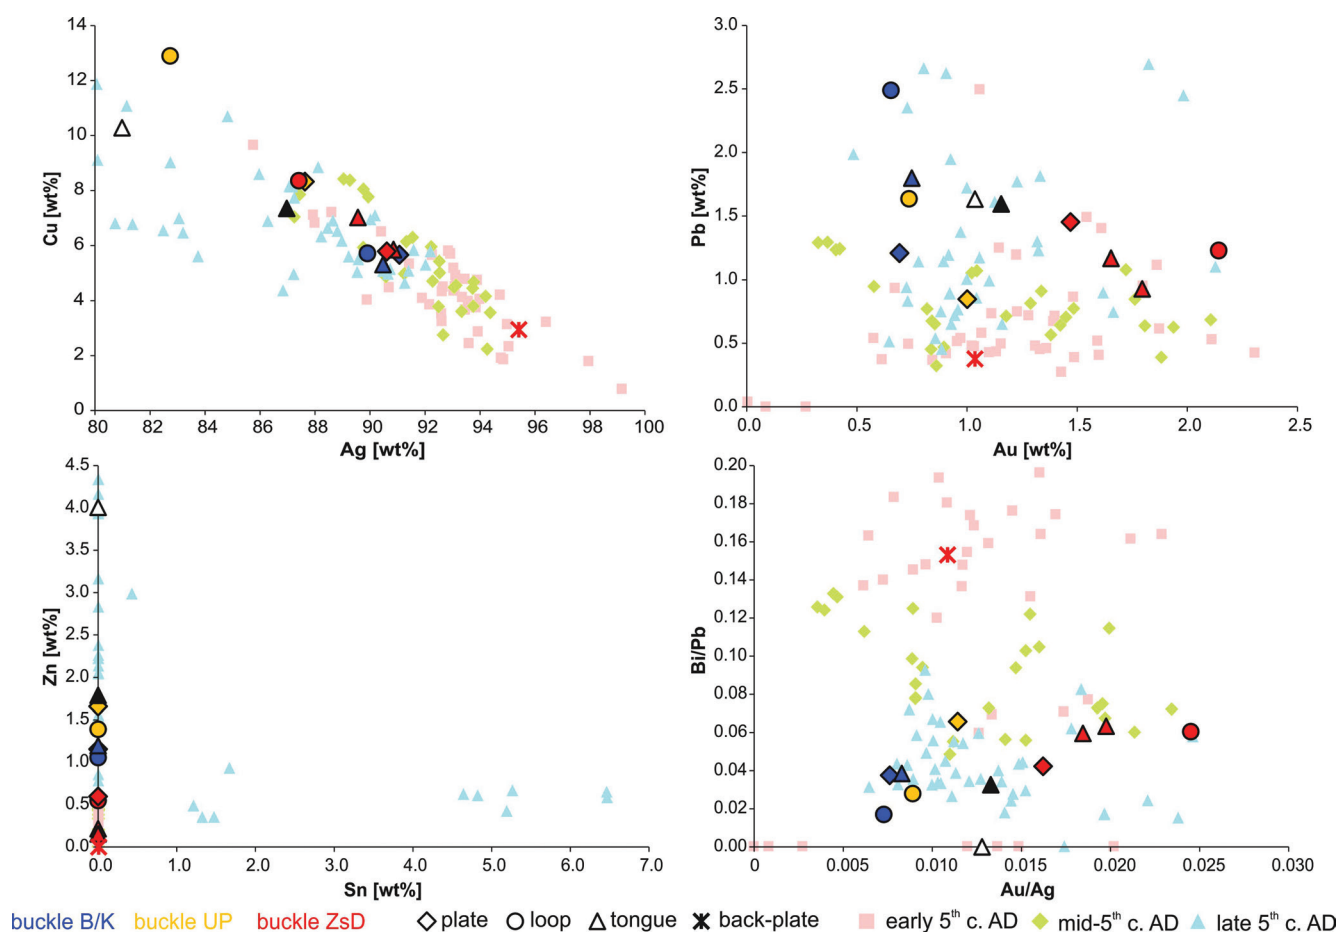 14
12
10
8
6
4
2
0
Cu [wt%]
80 82 84 86 88 90 92 94 96 98 100
Ag [wt%]
3.0
2.5
2.0
1.5
1.0
0.5
0.0
Pb [wt%]
0.0 0.5 1.0 1.5 2.0 2.5
Au [wt%]
4.5
4.0
3.5
3.0
2.5
2.0
1.5
1.0
0.5
0.0
Zn [wt%]
0.0 1.0 2.0 3.0 4.0 5.0 6.0 7.0
Sn [wt%]
0.20
0.18
0.16
0.14
0.12
0.10
0.08
0.06
0.04
0.02
0.00
Bi/Pb
0 0.005 0.010 0.015 0.020 0.025 0.030
Au/Ag
buckle B/K buckle UP buckle ZsD plate loop tongue back-plate early 5th c. AD mid-5th c. AD late 5th c. AD